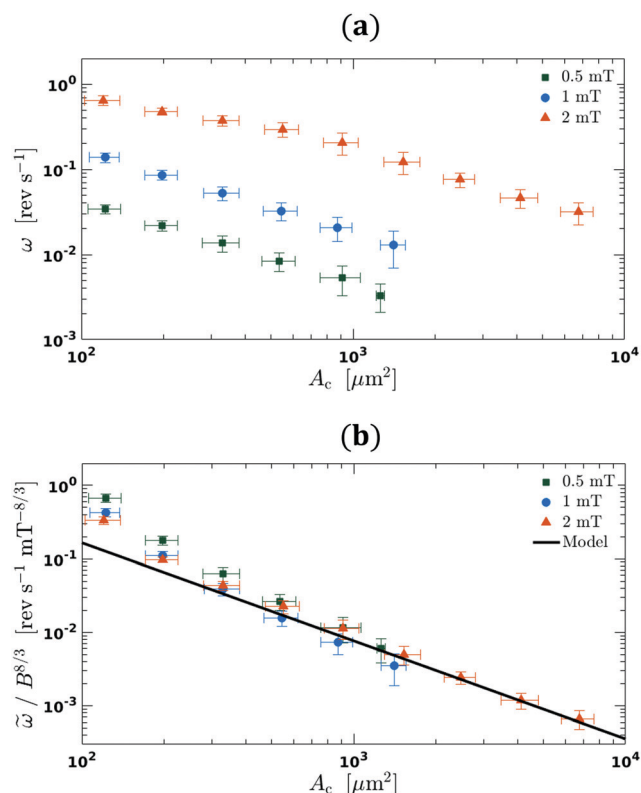 (a)
10⁰
10⁻¹
10⁻²
10⁻³
ω [rev s⁻¹]
0.5 mT
1 mT
2 mT
10² 10³ 10⁴
A_c [μm²]
(b)
10⁰
10⁻¹
10⁻²
10⁻³
ω̃ / B^{8/3} [rev s⁻¹ mT^{-8/3}]
0.5 mT
1 mT
2 mT
Model
10² 10³ 10⁴
A_c [μm²]